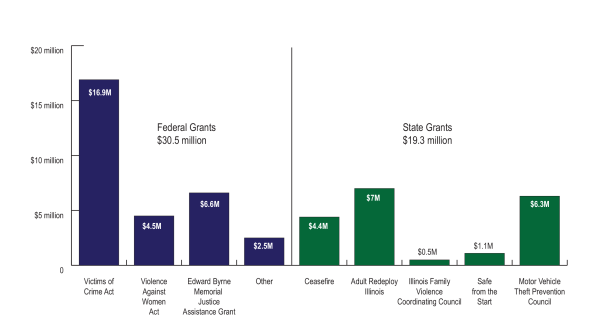 $20 million
$15 million
$10 million
$5 million
0
Federal Grants
$30.5 million
State Grants
$19.3 million
$16.9M
$4.5M
$6.6M
$2.5M
$4.4M
$7M
$0.5M
$1.1M
$6.3M
Victims of
Crime Act
Violence
Against
Women
Act
Edward Byrne
Memorial
Justice
Assistance Grant
Other
Ceasefire
Adult Redeploy
Illinois
Illinois Family
Violence
Coordinating Council
Safe
from the
Start
Motor Vehicle
Theft Prevention
Council